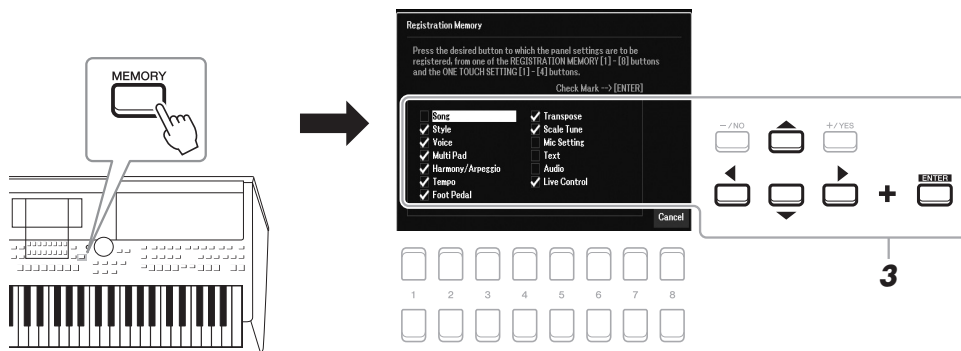 MEMORY
Registration Memory
Press the desired button to which the panel settings are to be
registered, from one of the REGISTRATION MEMORY [1] - [8] buttons
and the ONE TOUCH SETTING [1] - [4] buttons.
Check Mark --> [ENTER]
Song
Style
Voice
Multi Pad
Harmony/Arpeggio
Tempo
Foot Pedal
Transpose
Scale Tune
Mic Setting
Text
Audio
Live Control
Cancel
1 2 3 4 5 6 7 8
-/NO
+/YES
+
ENTER
3